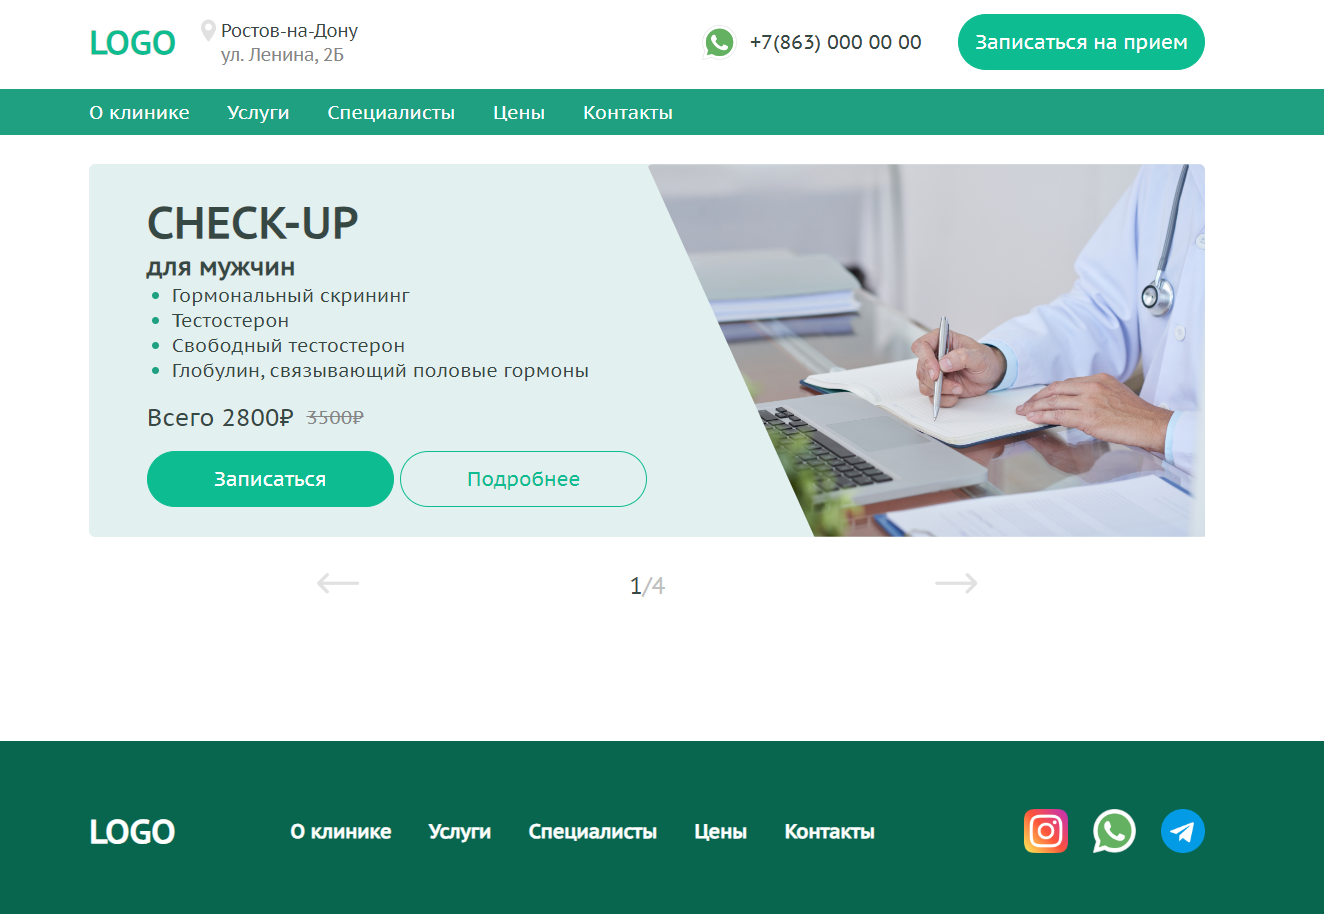 LOGO
Ростов-на-Дону
ул. Ленина, 2Б
+7(863) 000 00 00
Записаться на прием
О клинике Услуги Специалисты Цены Контакты
CHECK-UP
для мужчин
Гормональный скрининг
Тестостерон
Свободный тестостерон
Глобулин, связывающий половые гормоны
Всего 2800₽ 3500₽
Записаться Подробнее
1/4
LOGO О клинике Услуги Специалисты Цены Контакты